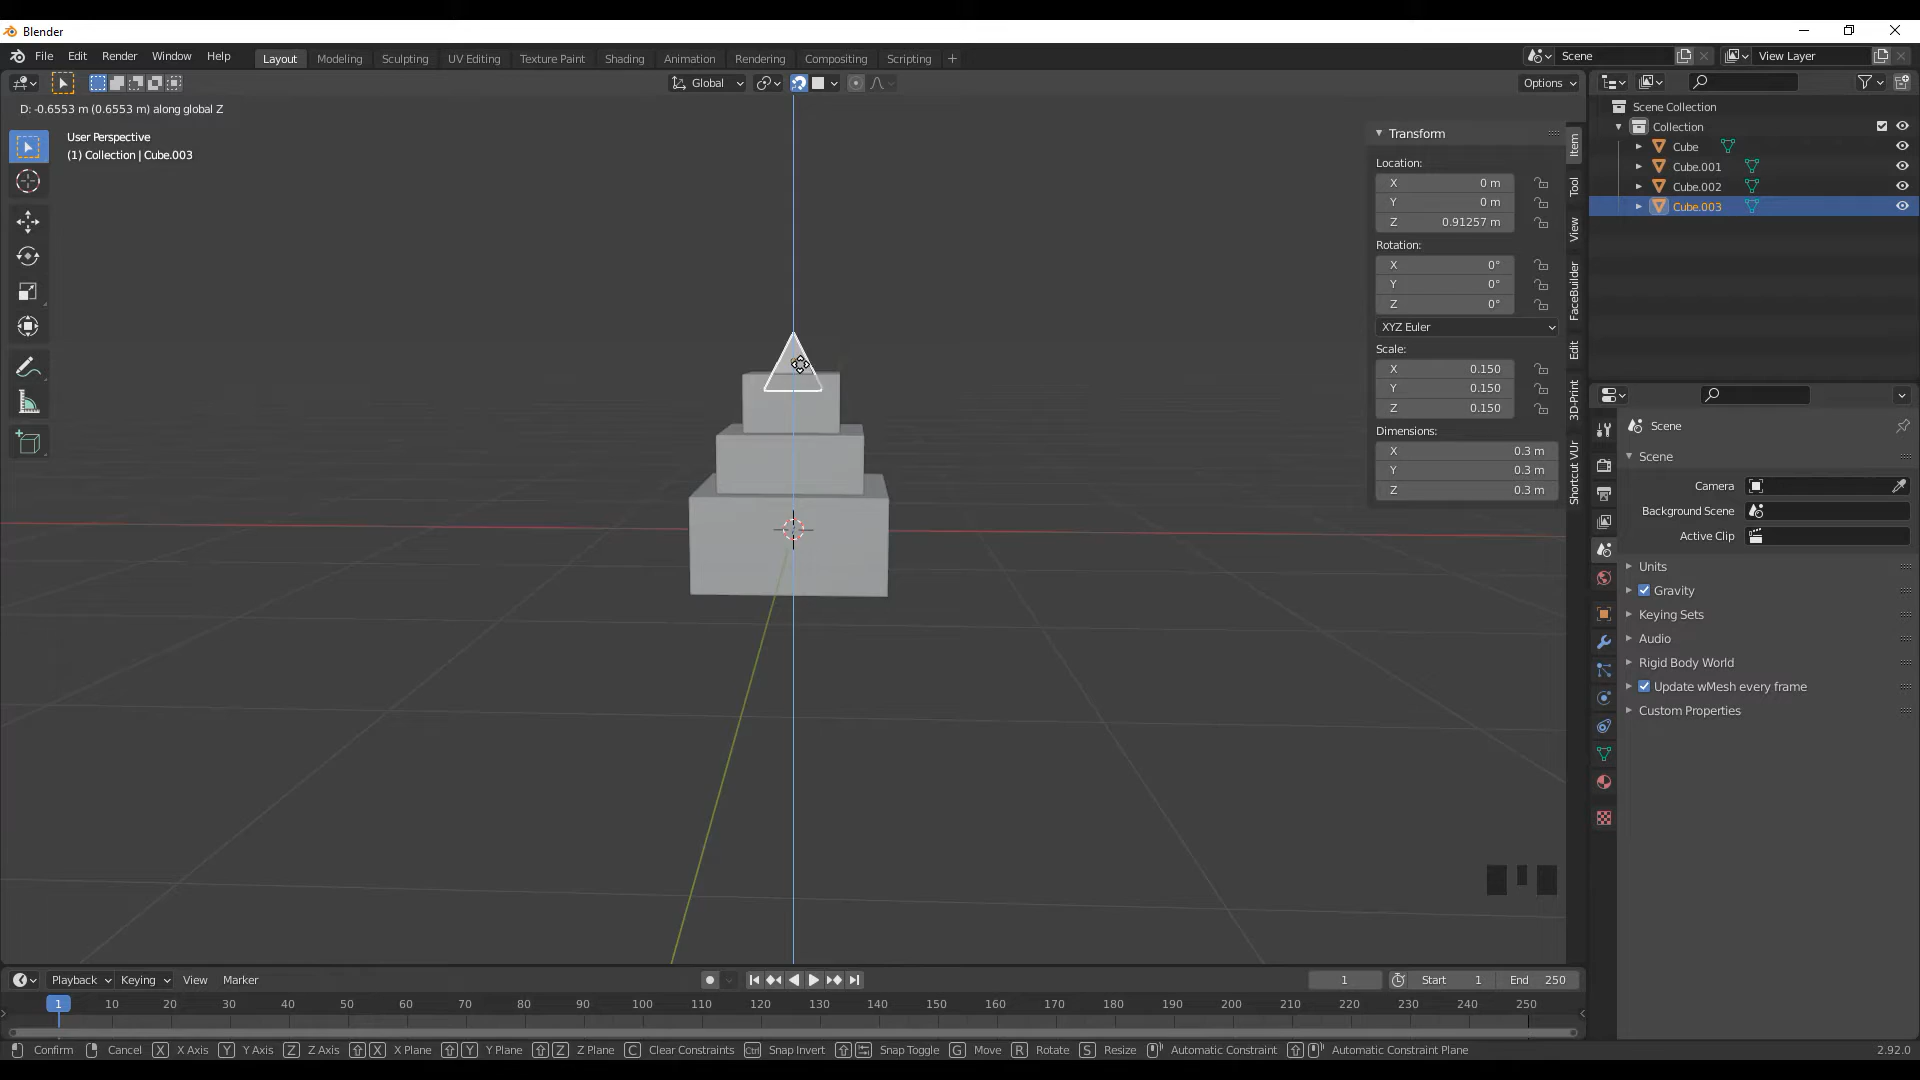 Blender
File Edit Render Window Help Layout Modeling Sculpting UV Editing Texture Paint Shading Animation Rendering Compositing Scripting + Scene View Layer
Global Options
D: -0.6553 m (0.6553 m) along global Z
User Perspective
(1) Collection | Cube.003
Transform
Location:
X 0 m
Y 0 m
Z 0.91257 m
Rotation:
X 0°
Y 0°
Z 0°
XYZ Euler
Scale:
X 0.150
Y 0.150
Z 0.150
Dimensions:
X 0.3 m
Y 0.3 m
Z 0.3 m
Item
Tool
View
FaceBuilder
Edit
3D-Print
Shortcut VUr
Scene Collection
Collection
Cube
Cube.001
Cube.002
Cube.003
Scene
Scene
Camera
Background Scene
Active Clip
Units
Gravity
Keying Sets
Audio
Rigid Body World
Update wMesh every frame
Custom Properties
Playback Keying View Marker 1 Start 1 End 250
1 10 20 30 40 50 60 70 80 90 100 110 120 130 140 150 160 170 180 190 200 210 220 230 240 250
Confirm Cancel X X Axis Y Y Axis Z Z Axis X X Plane Y Y Plane Z Z Plane C Clear Constraints Ctrl Snap Invert Snap Toggle G Move R Rotate S Resize Automatic Constraint Automatic Constraint Plane 2.92.0